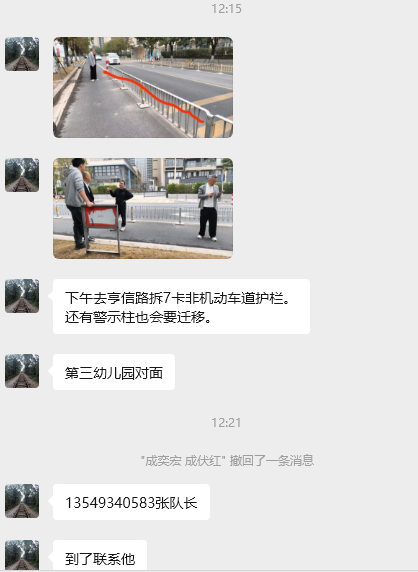 12:15
下午去亨信路拆7卡非机动车道护栏。
还有警示柱也会要迁移。
第三幼儿园对面
12:21
"成奕宏 成伏红" 撤回了一条消息
13549340583张队长
到了联系他